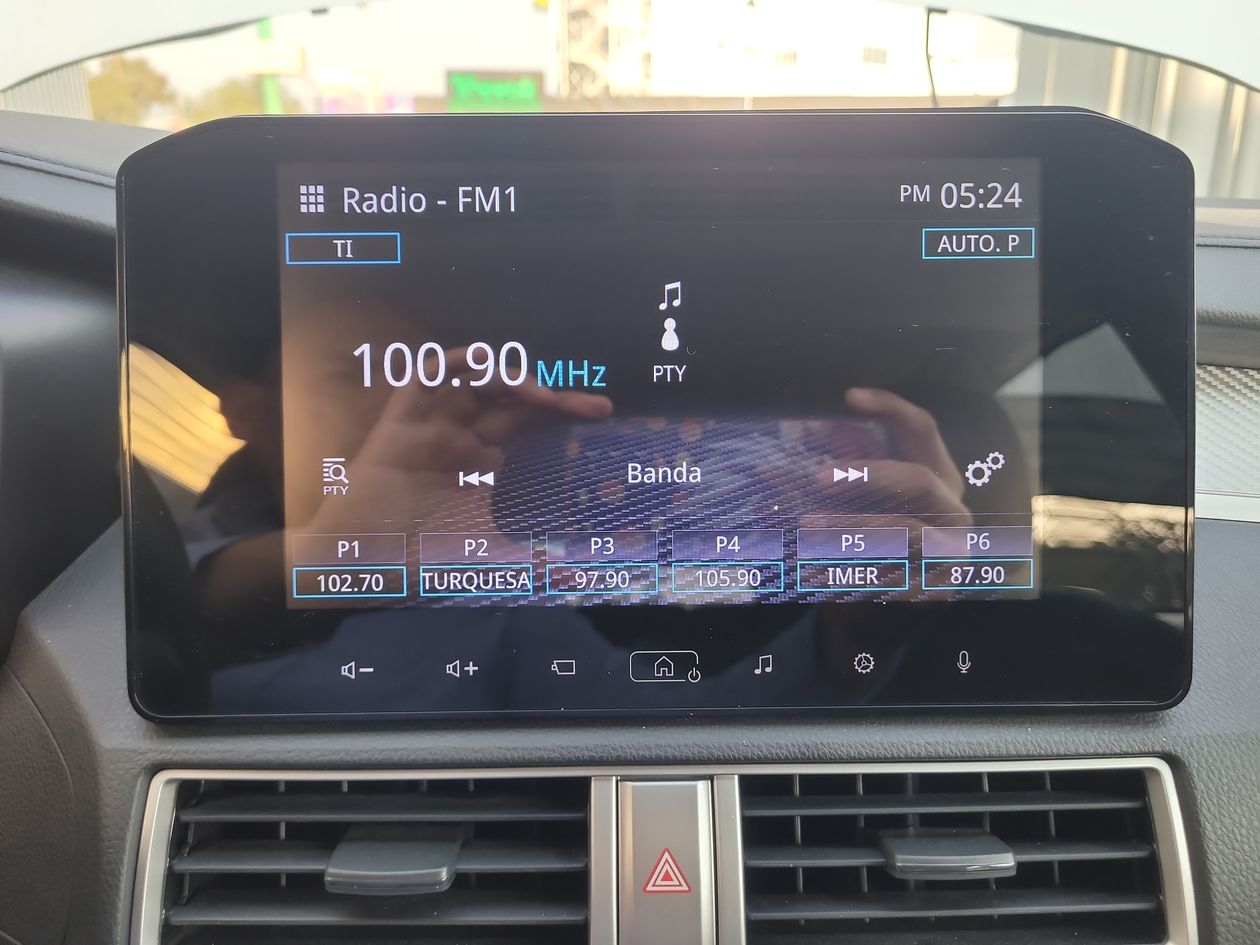 Radio - FM1
PM 05:24
TI
AUTO. P
100.90 MHz
PTY
PTY
Banda
P1 P2 P3 P4 P5 P6
102.70 TURQUESA 97.90 105.90 IMER 87.90